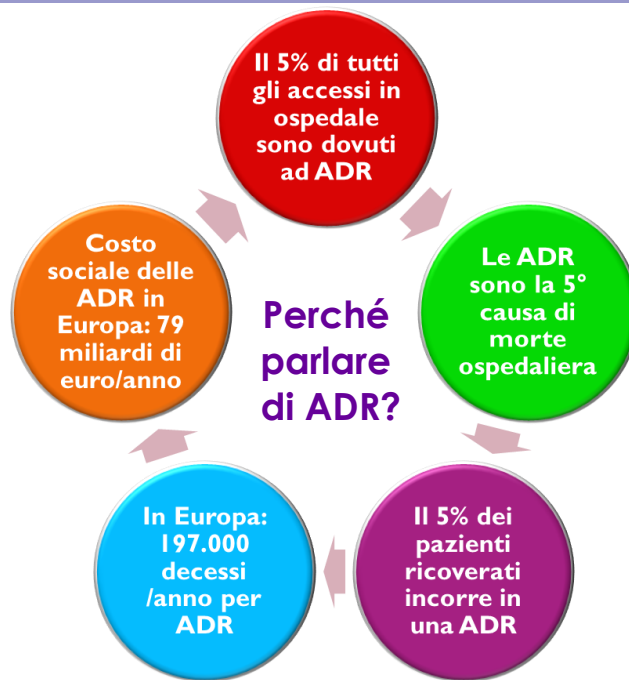 Il 5% di tutti
gli accessi in
ospedale
sono dovuti
ad ADR
Le ADR
sono la 5°
causa di
morte
ospedaliera
Il 5% dei
pazienti
ricoverati
incorre in
una ADR
In Europa:
197.000
decessi
/anno per
ADR
Costo
sociale delle
ADR in
Europa: 79
miliardi di
euro/anno
Perché
parlare
di ADR?